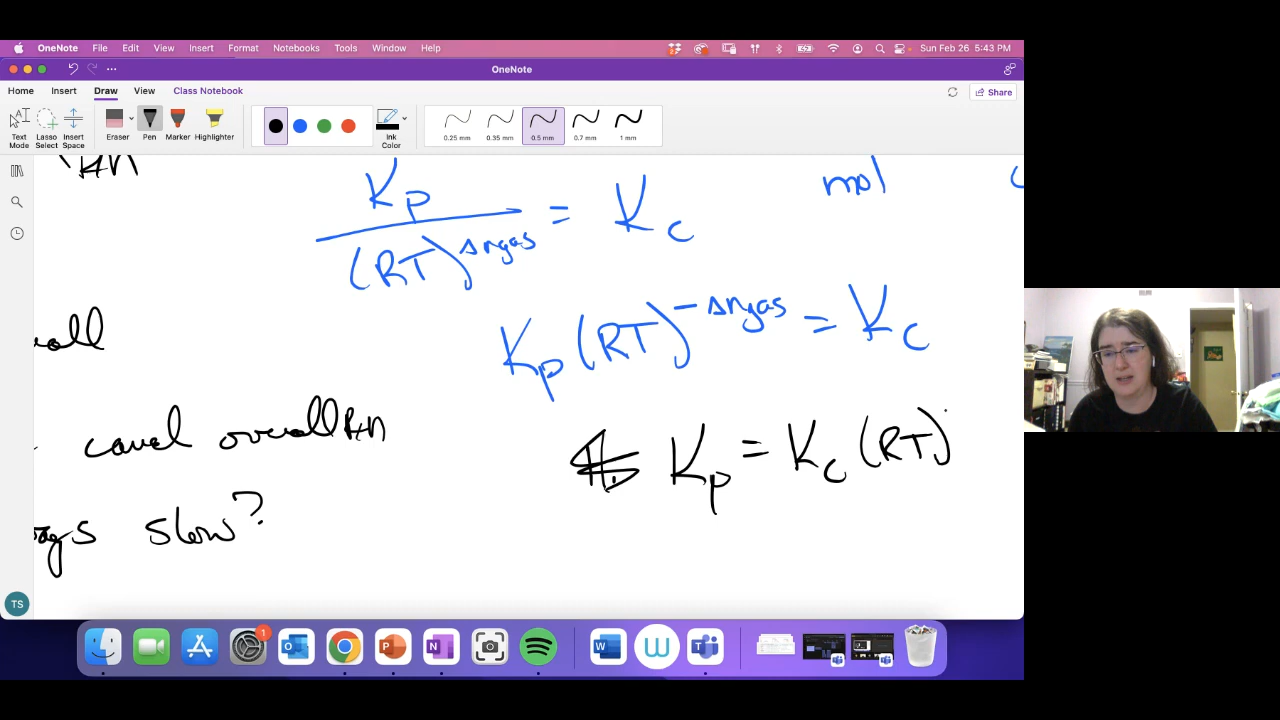 OneNote File Edit View Insert Format Notebooks Tools Window Help Sun Feb 26 5:43 PM
OneNote
Home Insert Draw View Class Notebook Share
Text Mode Lasso Select Insert Space Eraser Pen Marker Highlighter Ink Color 0.25 mm 0.35 mm 0.5 mm 0.7 mm 1 mm
Kp / (RT)^Δngas = Kc
mol
Kp(RT)^-Δngas = Kc
overall Rxn
Kp = Kc(RT)
slow?
TS
1
W